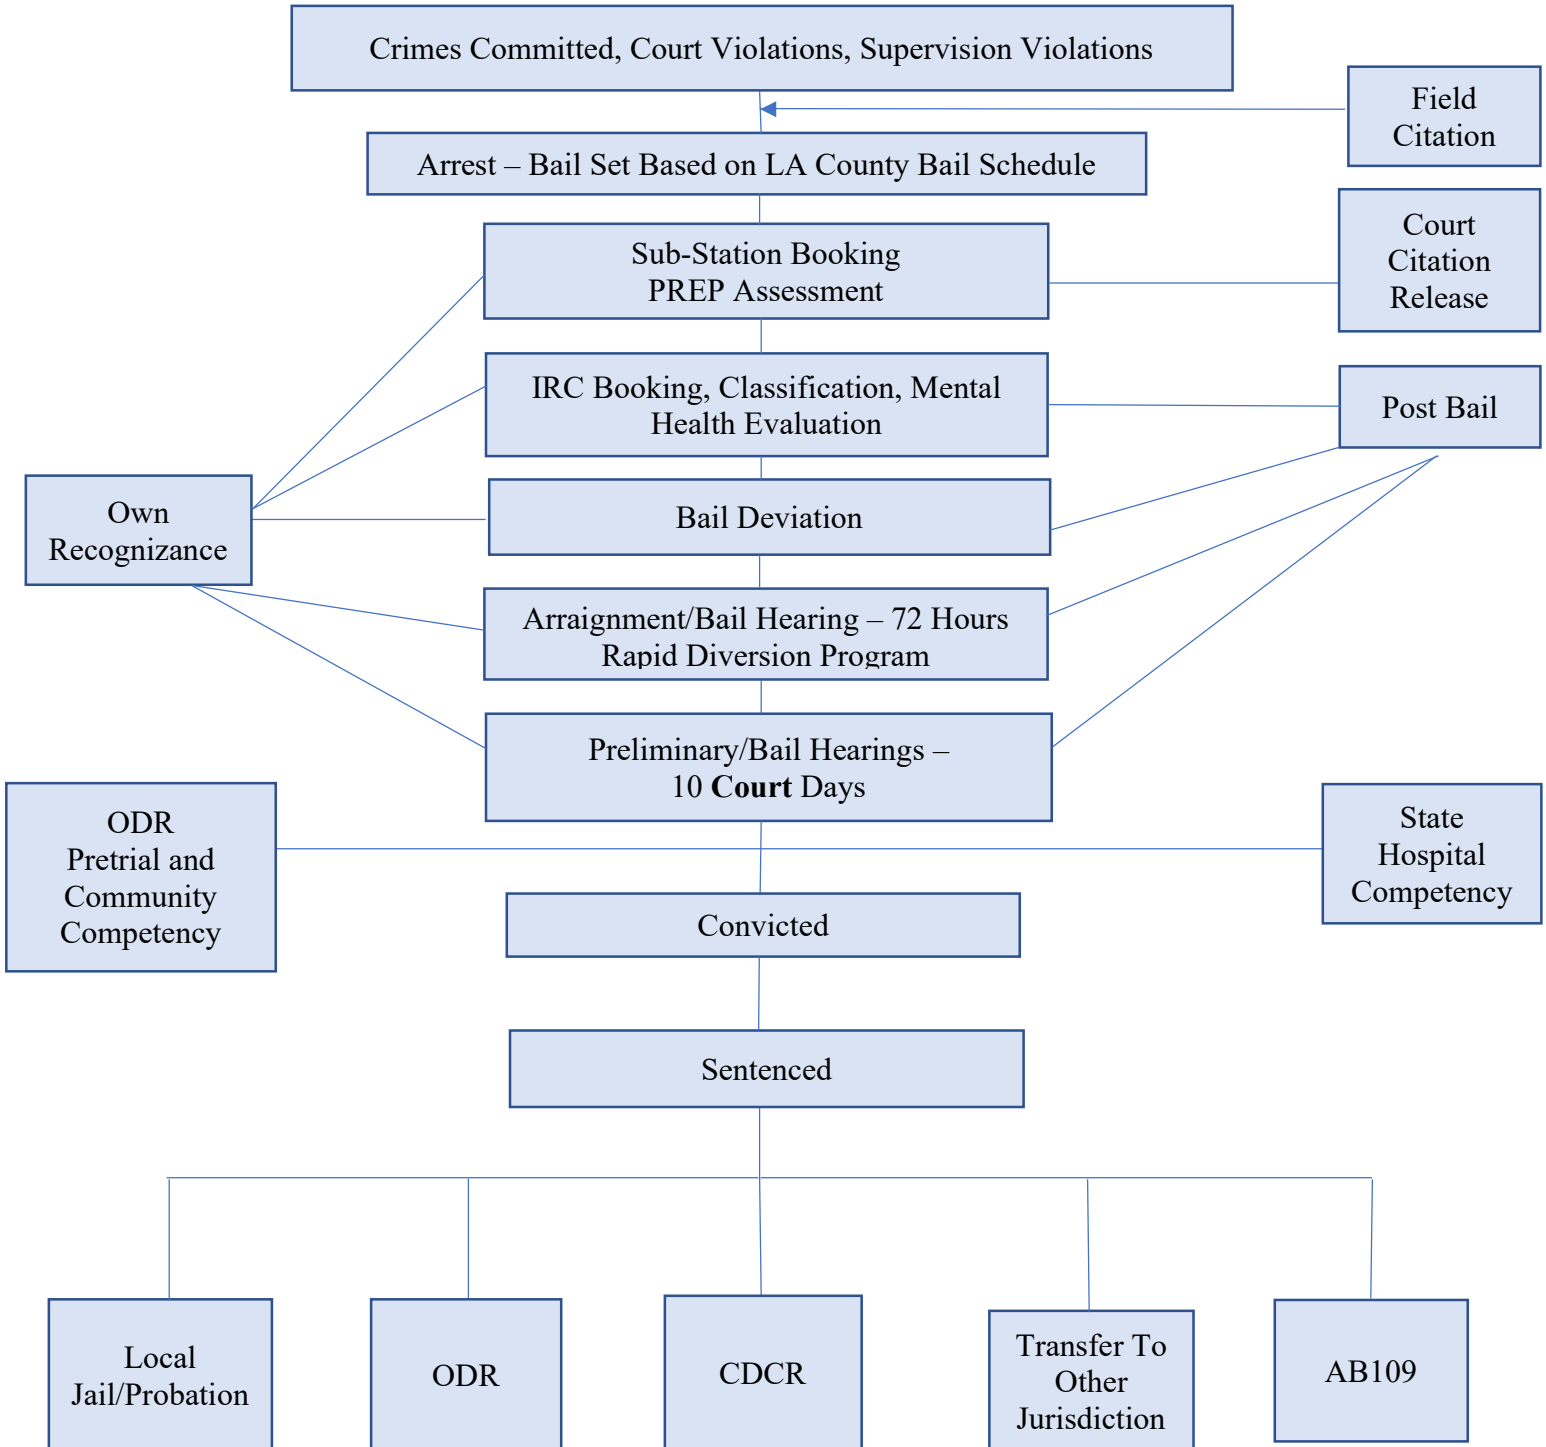 Crimes Committed, Court Violations, Supervision Violations
Field
Citation
Arrest – Bail Set Based on LA County Bail Schedule
Court
Citation
Release
Sub-Station Booking
PREP Assessment
IRC Booking, Classification, Mental
Health Evaluation
Post Bail
Own
Recognizance
Bail Deviation
Arraignment/Bail Hearing – 72 Hours
Rapid Diversion Program
Preliminary/Bail Hearings –
10 Court Days
ODR
Pretrial and
Community
Competency
State
Hospital
Competency
Convicted
Sentenced
Local
Jail/Probation
ODR
CDCR
Transfer To
Other
Jurisdiction
AB109